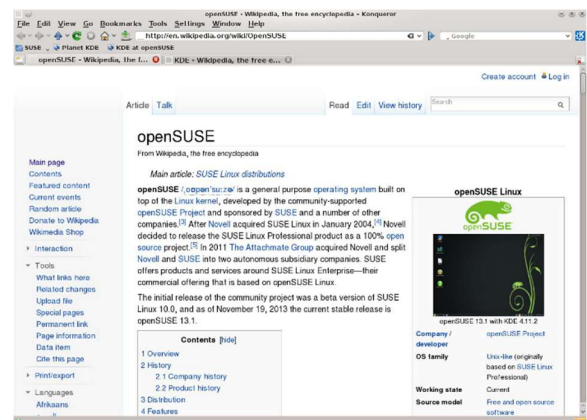 openSUSE - Wikipedia, the free encyclopedia - Konqueror
File Edit View Go Bookmarks Tools Settings Window Help
http://en.wikipedia.org/wiki/OpenSUSE
Google
SUSE Planet KDE KDE at openSUSE
openSUSE - Wikipedia, the f... KDE - Wikipedia, the free e...
Create account Log in
Article Talk Read Edit View history Search
openSUSE
From Wikipedia, the free encyclopedia
Main article: SUSE Linux distributions
openSUSE is a general purpose operating system built on
top of the Linux kernel, developed by the community-supported
openSUSE Project and sponsored by SUSE and a number of other
companies.[3] After Novell acquired SUSE Linux in January 2004,[4] Novell
decided to release the SUSE Linux Professional product as a 100% open
source project.[5] In 2011 The Attachmate Group acquired Novell and split
Novell and SUSE into two autonomous subsidiary companies. SUSE
offers products and services around SUSE Linux Enterprise—their
commercial offering that is based on openSUSE Linux.
The initial release of the community project was a beta version of SUSE
Linux 10.0, and as of November 19, 2013 the current stable release is
openSUSE 13.1.
Contents [hide]
1 Overview
2 History
2.1 Company history
2.2 Product history
3 Distribution
4 Features
Main page
Contents
Featured content
Current events
Random article
Donate to Wikipedia
Wikimedia Shop
Interaction
Tools
What links here
Related changes
Upload file
Special pages
Permanent link
Page information
Data item
Cite this page
Print/export
Languages
Afrikaans
openSUSE Linux
openSUSE
openSUSE 13.1 with KDE 4.11.2
Company / openSUSE Project
developer
OS family Unix-like (originally
based on SUSE Linux
Professional)
Working state Current
Source model Free and open source
software